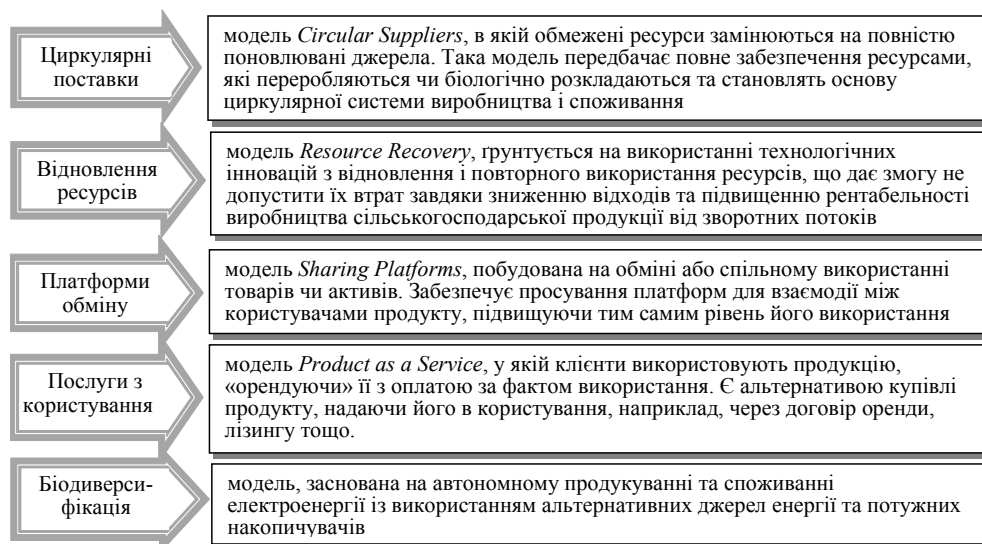 Циркулярні
поставки
модель Circular Suppliers, в якій обмежені ресурси замінюються на повністю
поновлювані джерела. Така модель передбачає повне забезпечення ресурсами,
які переробляються чи біологічно розкладаються та становлять основу
циркулярної системи виробництва і споживання
Відновлення
ресурсів
модель Resource Recovery, ґрунтується на використанні технологічних
інновацій з відновлення і повторного використання ресурсів, що дає змогу не
допустити їх втрат завдяки зниженню відходів та підвищенню рентабельності
виробництва сільськогосподарської продукції від зворотних потоків
Платформи
обміну
модель Sharing Platforms, побудована на обміні або спільному використанні
товарів чи активів. Забезпечує просування платформ для взаємодії між
користувачами продукту, підвищуючи тим самим рівень його використання
Послуги з
користування
модель Product as a Service, у якій клієнти використовують продукцію,
«орендуючи» її з оплатою за фактом використання. Є альтернативою купівлі
продукту, надаючи його в користування, наприклад, через договір оренди,
лізингу тощо.
Біодиверси-
фікація
модель, заснована на автономному продукуванні та споживанні
електроенергії із використанням альтернативних джерел енергії та потужних
накопичувачів